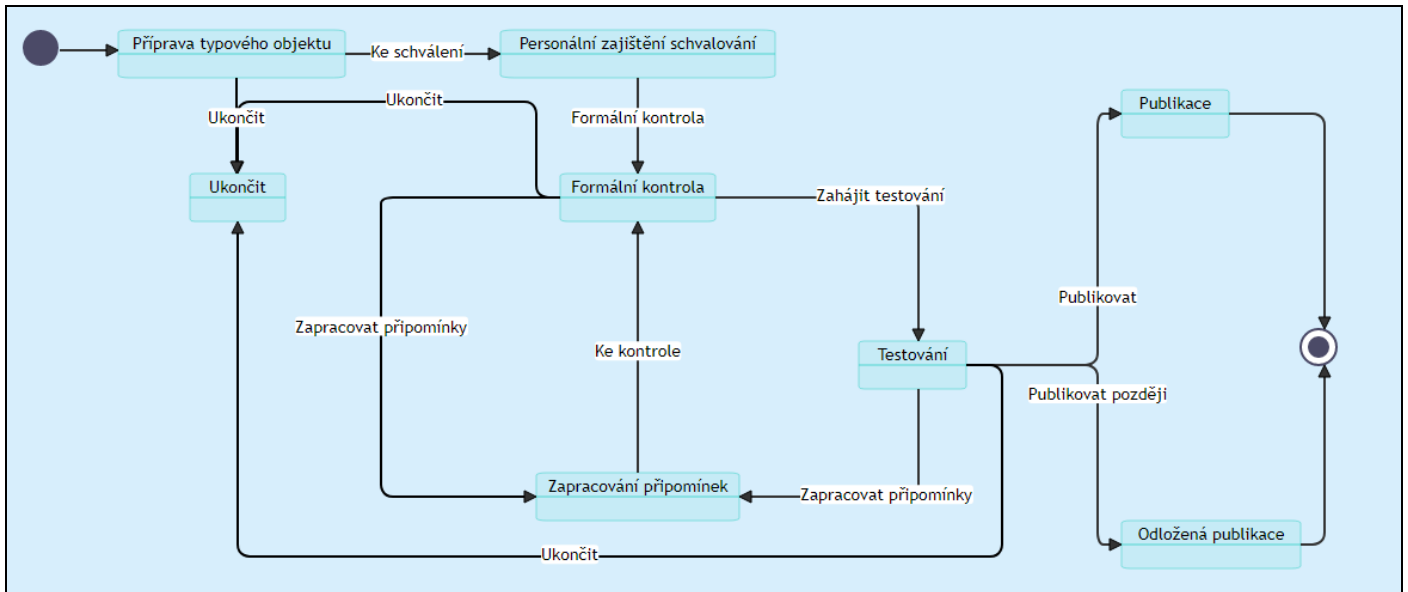 Příprava typového objektu
Ke schválení
Personální zajištění schvalování
Ukončit
Ukončit
Formální kontrola
Publikace
Ukončit
Formální kontrola
Zahájit testování
Publikovat
Zapracovat připomínky
Ke kontrole
Testování
Publikovat později
Zapracování připomínek
Zapracovat připomínky
Odložená publikace
Ukončit